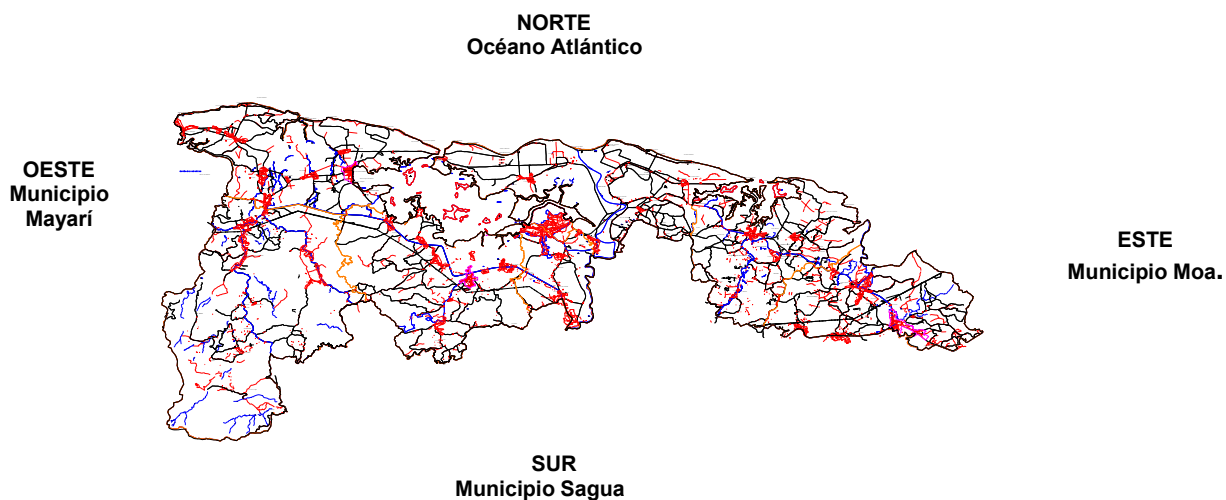 NORTE
Océano Atlántico
OESTE
Municipio
Mayarí
ESTE
Municipio Moa.
SUR
Municipio Sagua